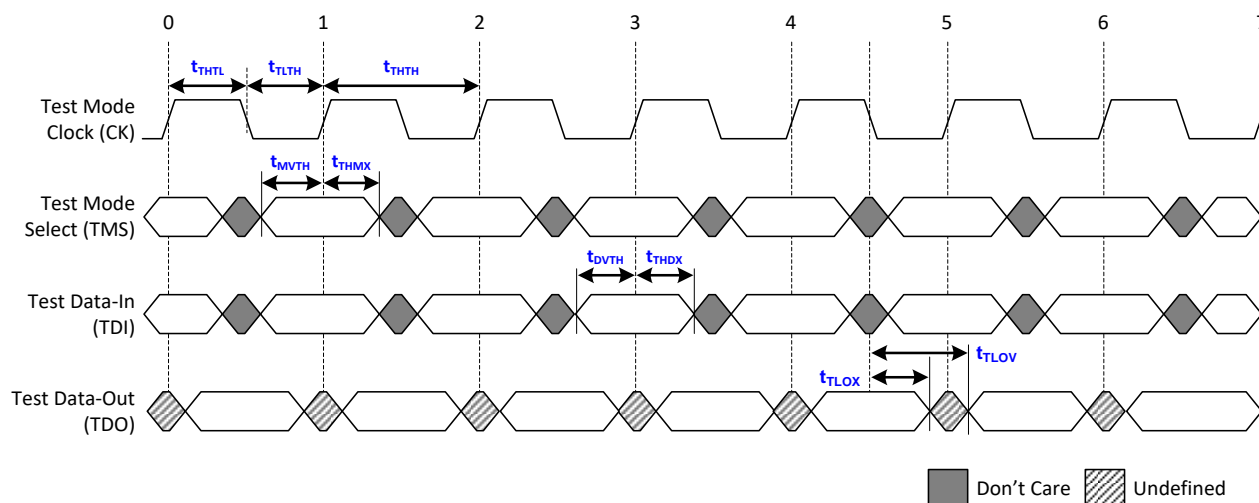 0 1 2 3 4 5 6 7
tTHTL tTLTH tTHTH
Test Mode
Clock (CK)
tMVTH tTHMX
Test Mode
Select (TMS)
tDVTH tTHDX
Test Data-In
(TDI)
tTLOV
tTLOX
Test Data-Out
(TDO)
Don't Care Undefined